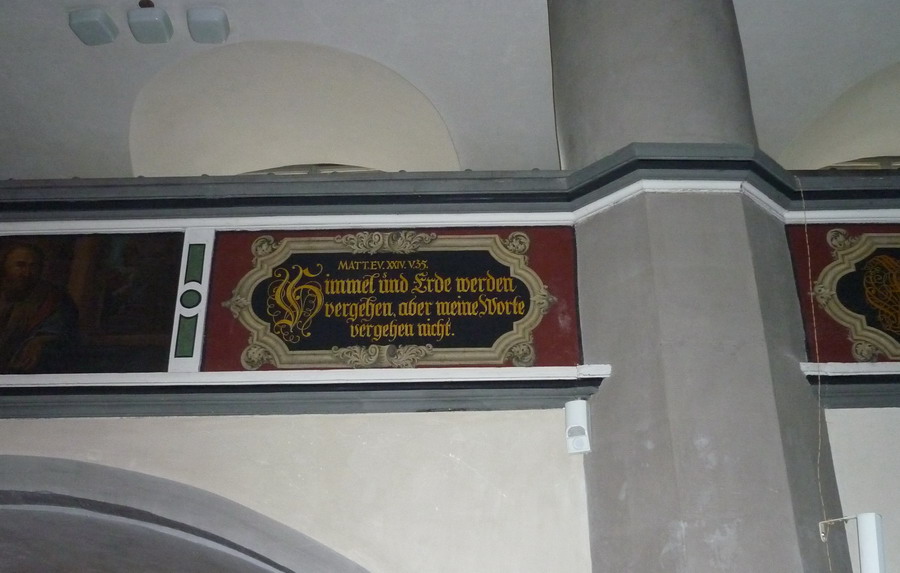 MATT.EV. XXIV. V.35.
Himmel und Erde werden
vergehen, aber meine Worte
vergehen nicht.